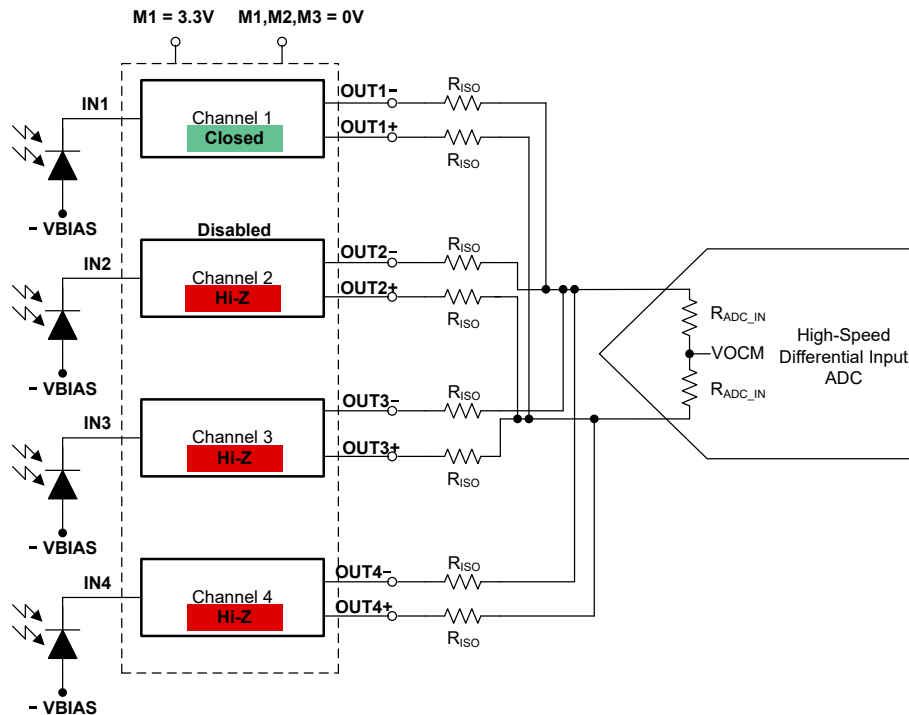 M1 = 3.3V
M1,M2,M3 = 0V
IN1
Channel 1
Closed
OUT1−
OUT1+
RISO
RISO
− VBIAS
Disabled
IN2
Channel 2
Hi-Z
OUT2−
OUT2+
RISO
RISO
− VBIAS
RADC_IN
VOCM
RADC_IN
High-Speed
Differential Input
ADC
IN3
Channel 3
Hi-Z
OUT3−
OUT3+
RISO
RISO
− VBIAS
IN4
Channel 4
Hi-Z
OUT4−
OUT4+
RISO
RISO
− VBIAS